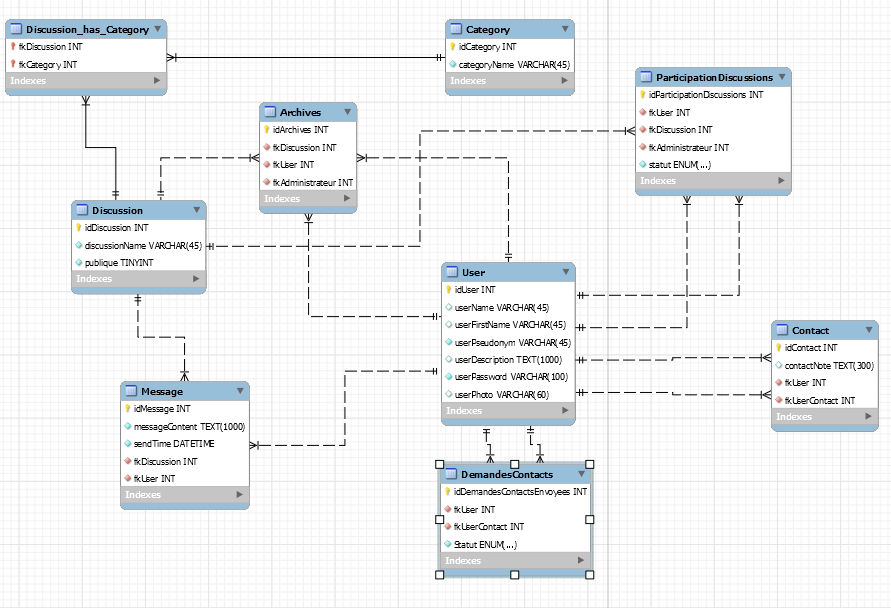 Discussion_has_Category
fkDiscussion INT
fkCategory INT
Indexes
Category
idCategory INT
categoryName VARCHAR(45)
Indexes
ParticipationDiscussions
idParticipationDiscussions INT
fkUser INT
fkDiscussion INT
fkAdministrateur INT
statut ENUM(...)
Indexes
Archives
idArchives INT
fkDiscussion INT
fkUser INT
fkAdministrateur INT
Indexes
Discussion
idDiscussion INT
discussionName VARCHAR(45)
publique TINYINT
Indexes
User
idUser INT
userName VARCHAR(45)
userFirstName VARCHAR(45)
userPseudonym VARCHAR(45)
userDescription TEXT(1000)
userPassword VARCHAR(100)
userPhoto VARCHAR(60)
Indexes
Contact
idContact INT
contactNote TEXT(300)
fkUser INT
fkUserContact INT
Indexes
Message
idMessage INT
messageContent TEXT(1000)
sendTime DATETIME
fkDiscussion INT
fkUser INT
Indexes
DemandesContacts
idDemandesContactsEnvoyees INT
fkUser INT
fkUserContact INT
Statut ENUM(...)
Indexes